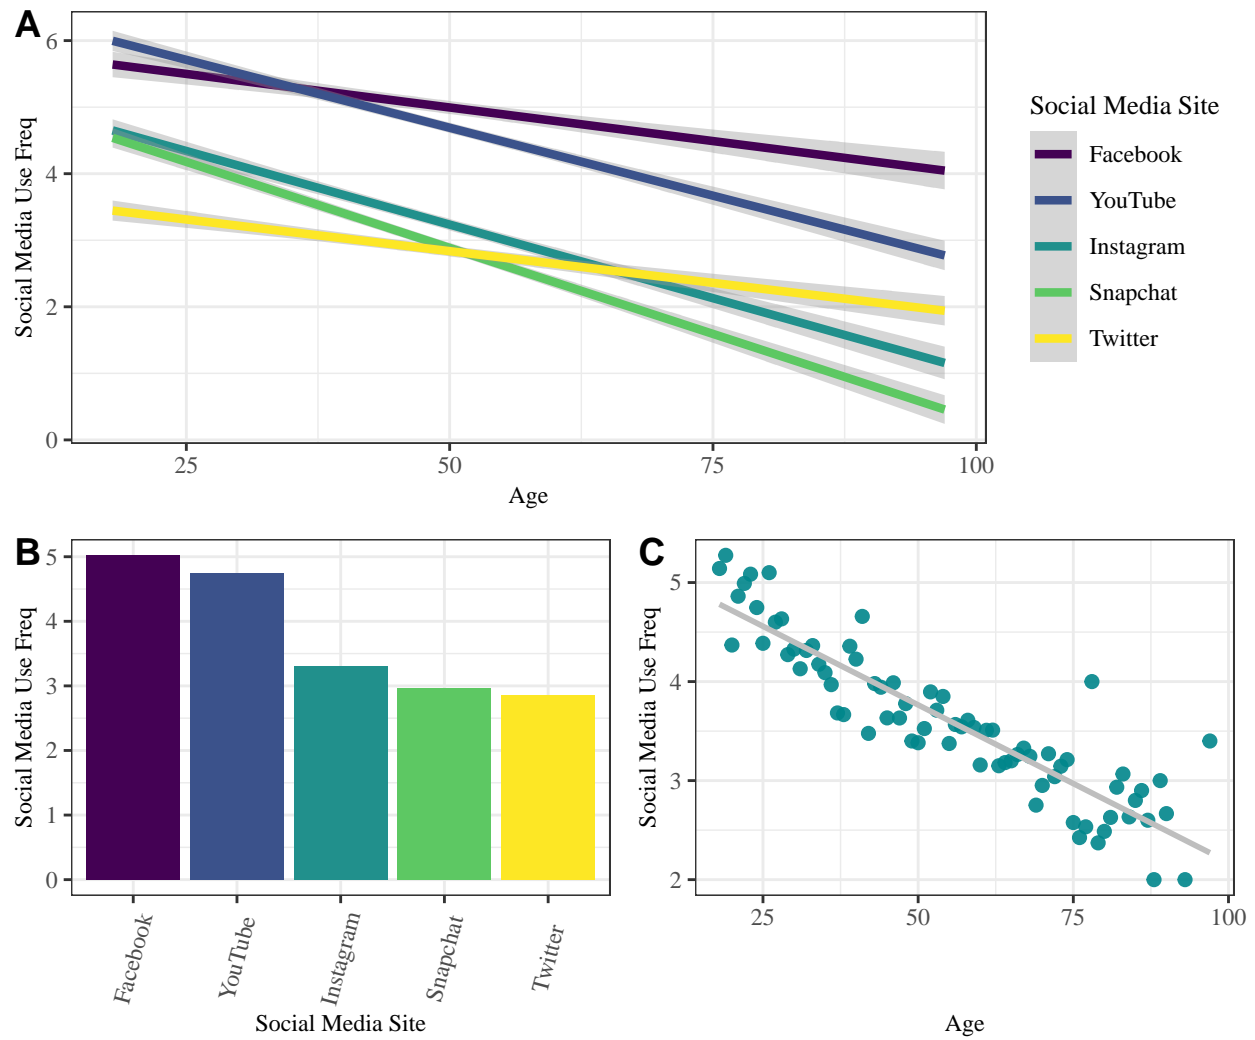 A
Social Media Use Freq
6
4
2
0
25 50 75 100
Age
Social Media Site
Facebook
YouTube
Instagram
Snapchat
Twitter
B
Social Media Use Freq
5
4
3
2
1
0
Facebook YouTube Instagram Snapchat Twitter
Social Media Site
C
Social Media Use Freq
5
4
3
2
25 50 75 100
Age